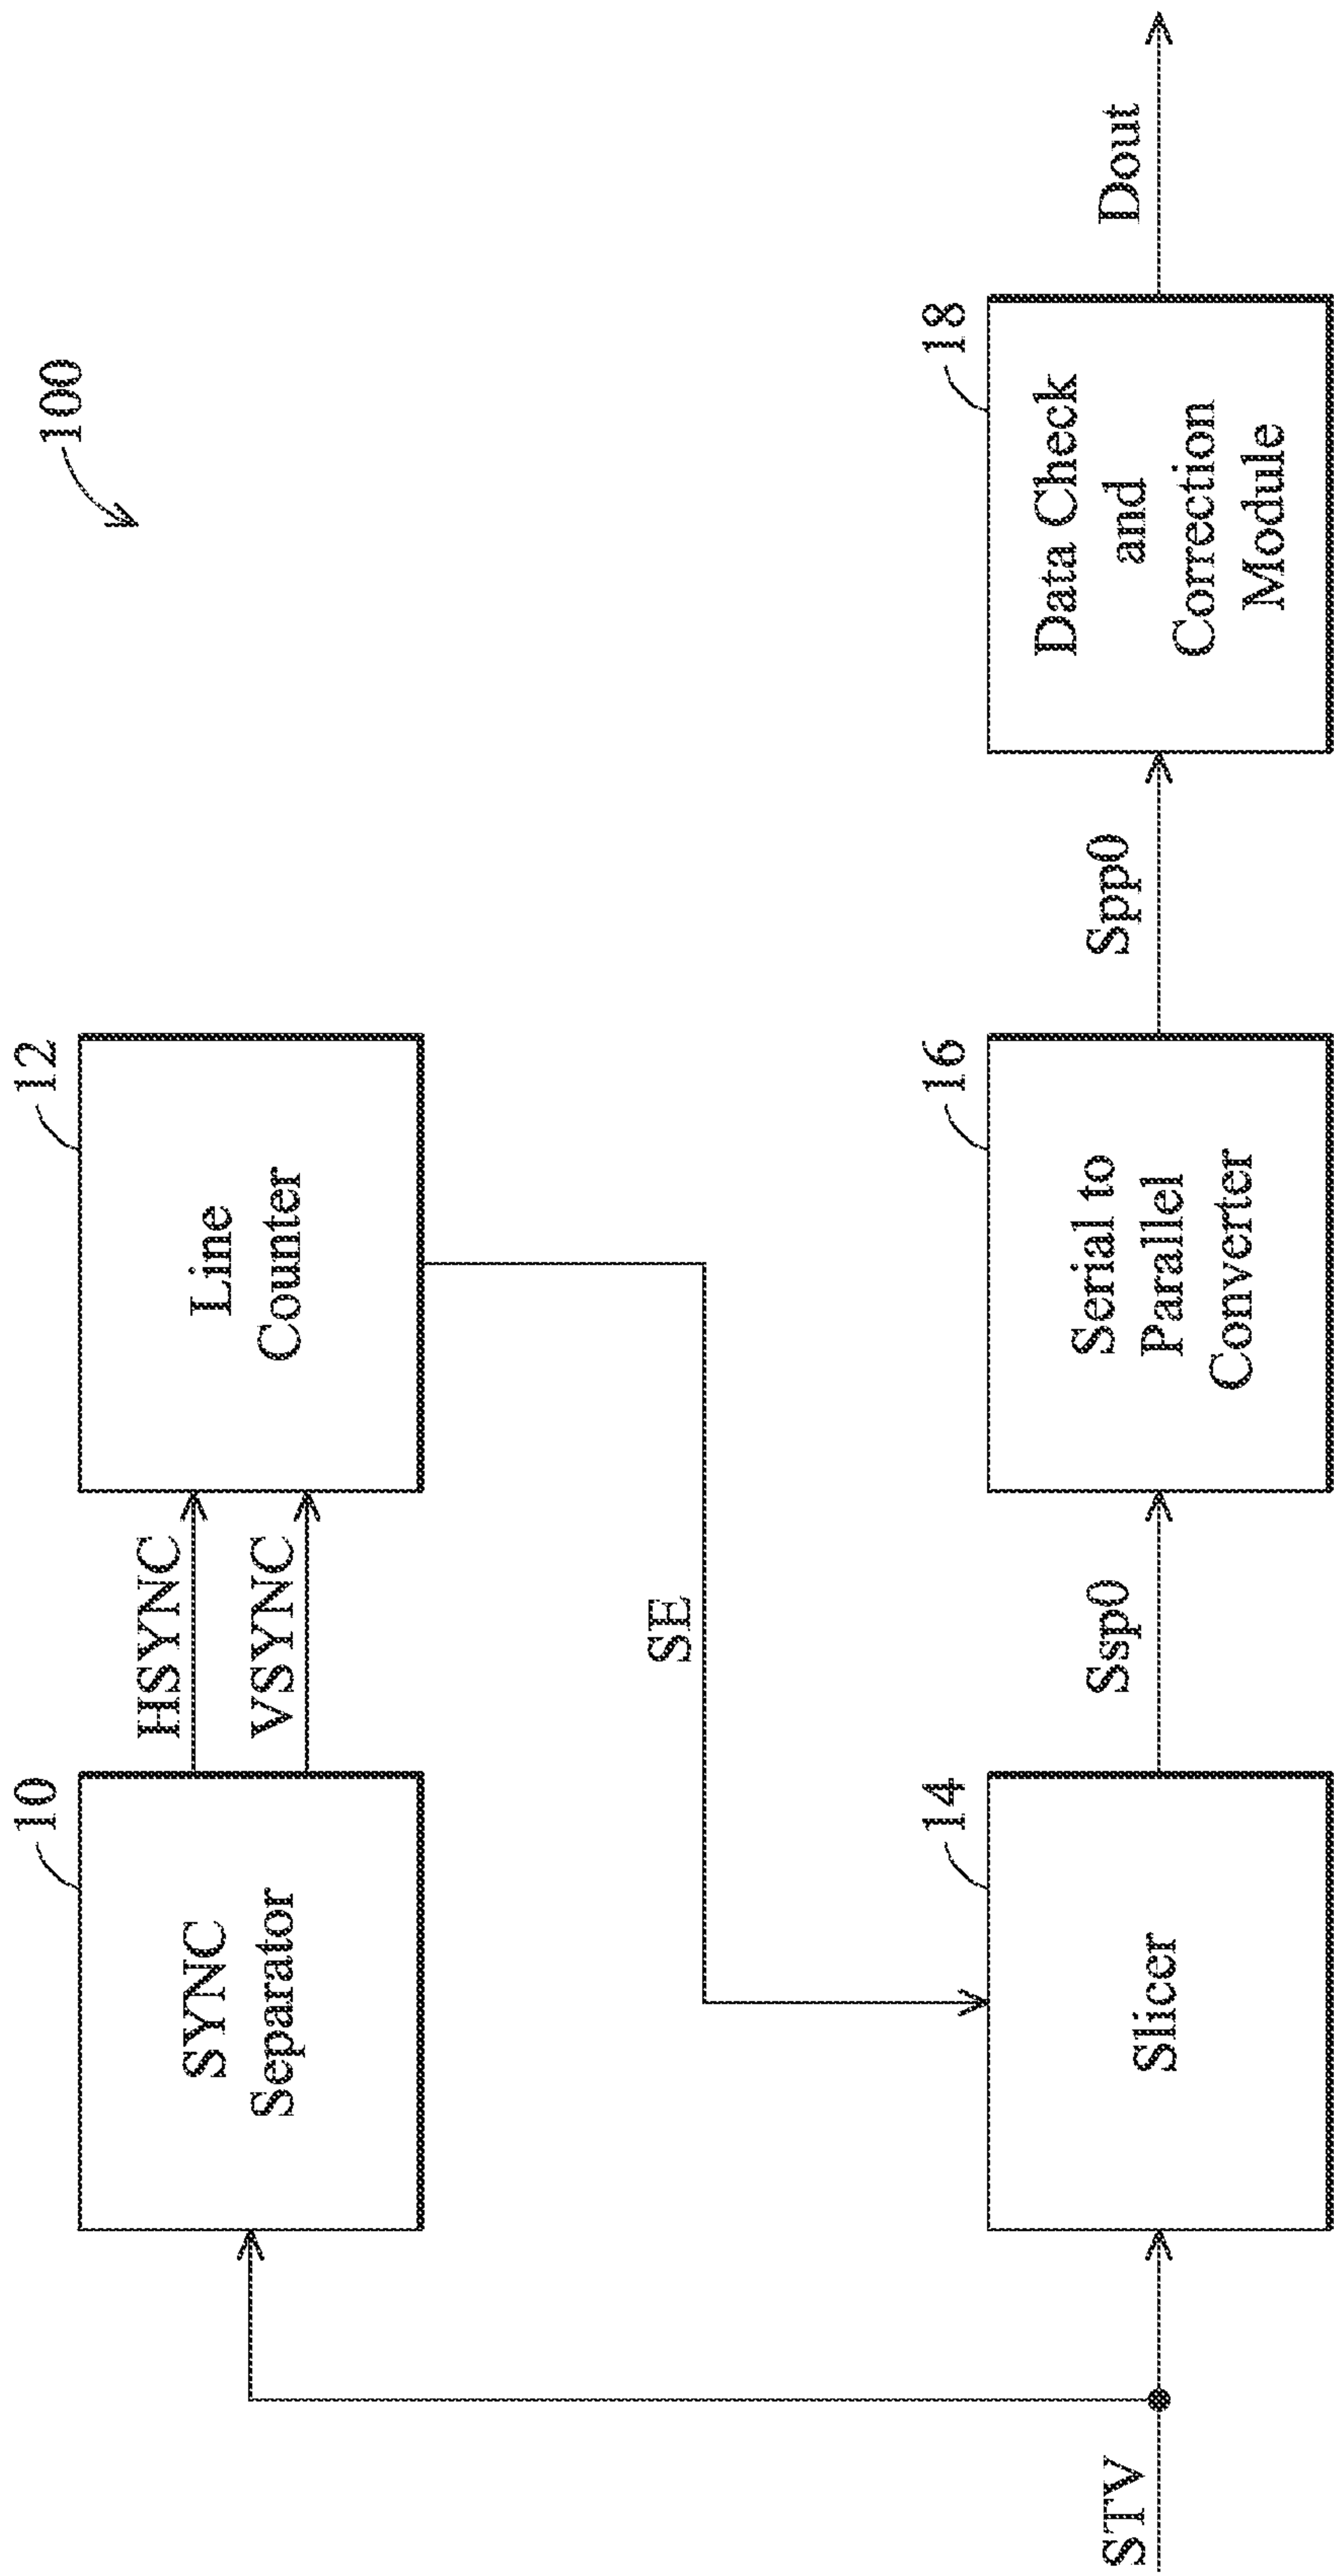 100
10
SYNC
Separator
HSYNC
VSYNC
12
Line
Counter
SE
STV
14
Slicer
Ssp0
16
Serial to
Parallel
Converter
Spp0
18
Data Check
and
Correction
Module
Dout